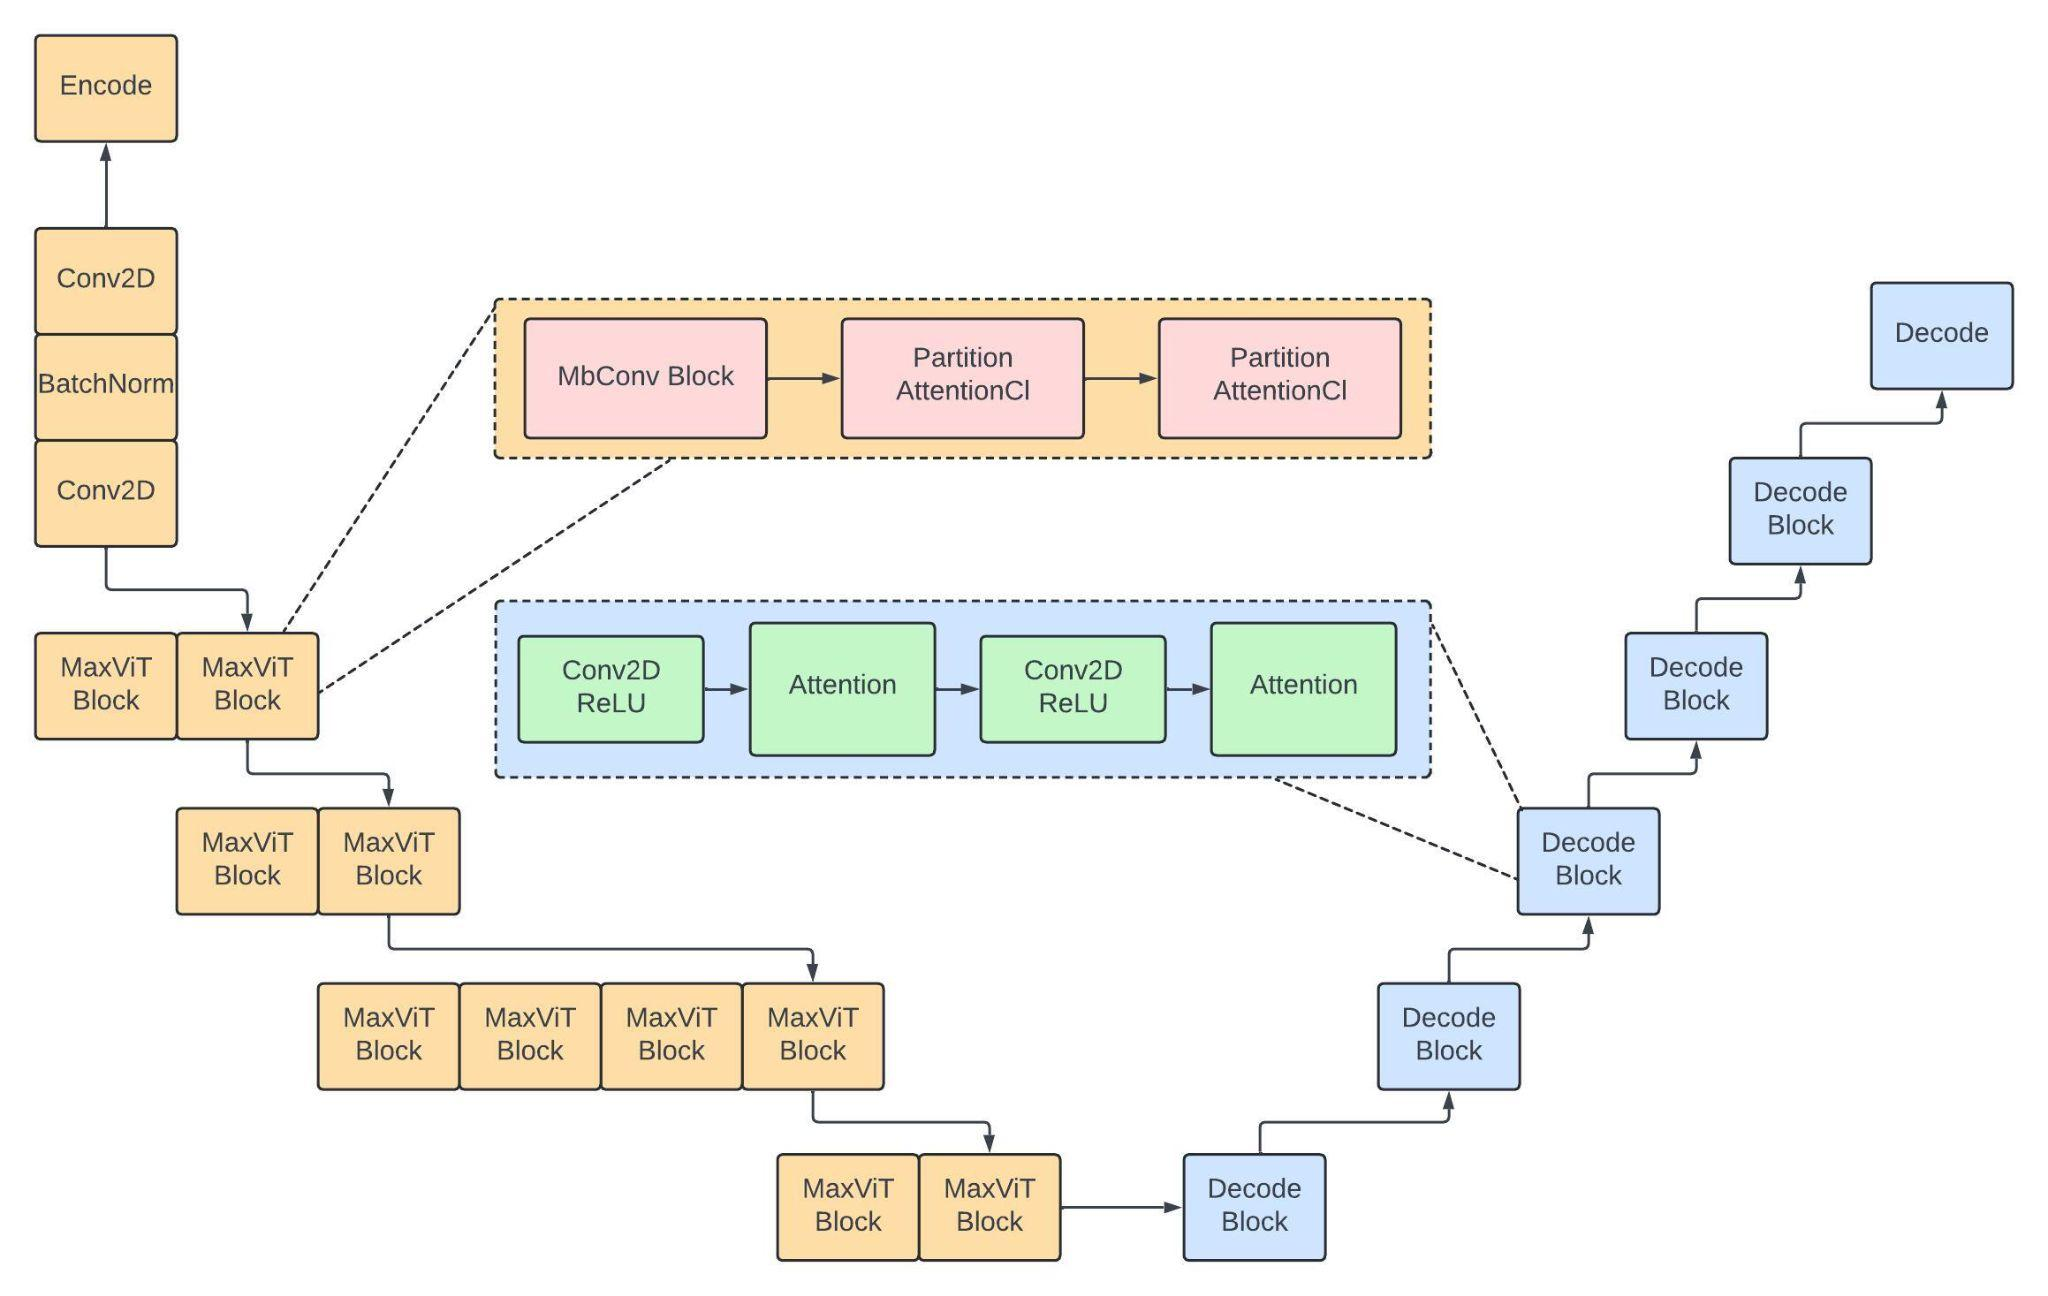 Encode
Conv2D
BatchNorm
Conv2D
MbConv Block
Partition
AttentionCl
Partition
AttentionCl
Decode
Decode
Block
MaxViT
Block
MaxViT
Block
Conv2D
ReLU
Attention
Conv2D
ReLU
Attention
Decode
Block
MaxViT
Block
MaxViT
Block
Decode
Block
MaxViT
Block
MaxViT
Block
MaxViT
Block
MaxViT
Block
Decode
Block
MaxViT
Block
MaxViT
Block
Decode
Block